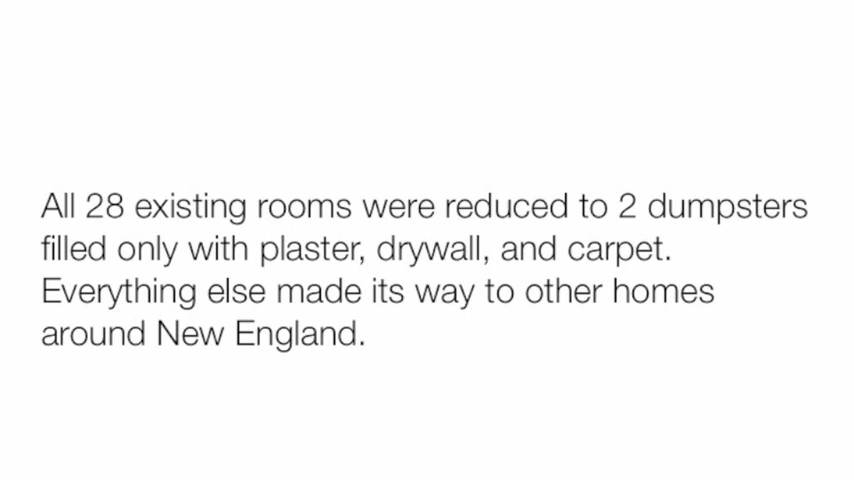 All 28 existing rooms were reduced to 2 dumpsters
filled only with plaster, drywall, and carpet.
Everything else made its way to other homes
around New England.